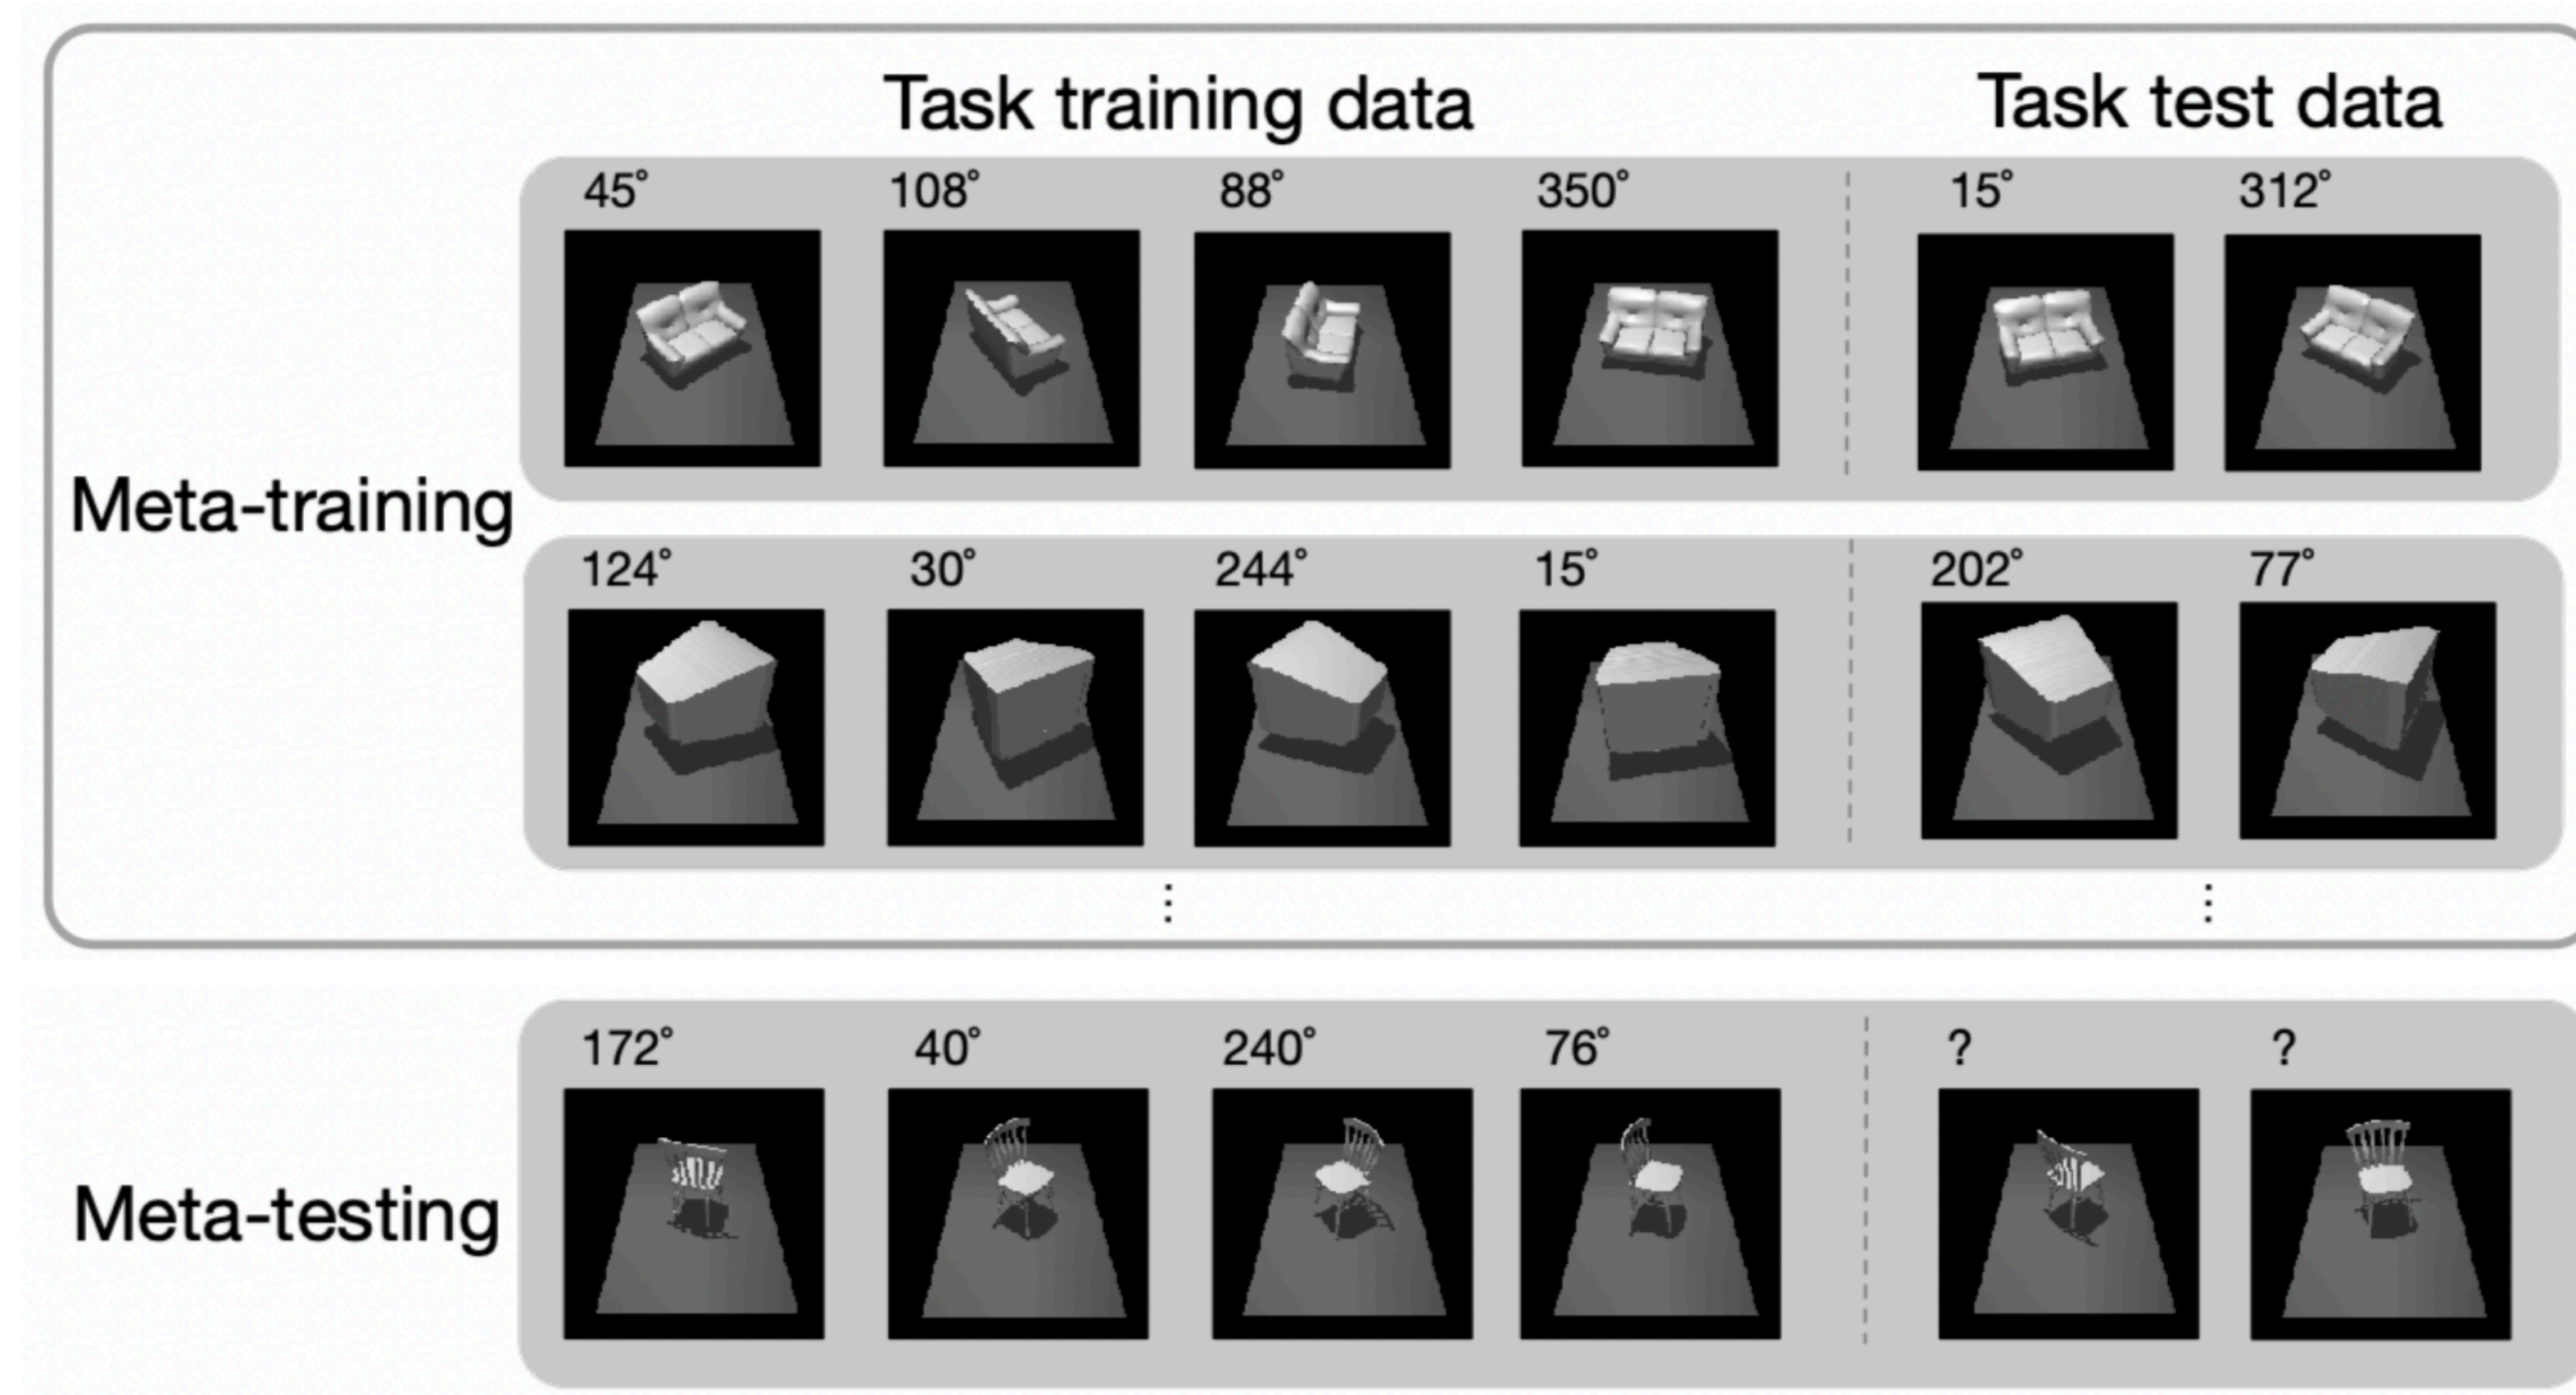 Task training data Task test data
45° 108° 88° 350° 15° 312°
Meta-training
124° 30° 244° 15° 202° 77°
⋮ ⋮
172° 40° 240° 76° ? ?
Meta-testing